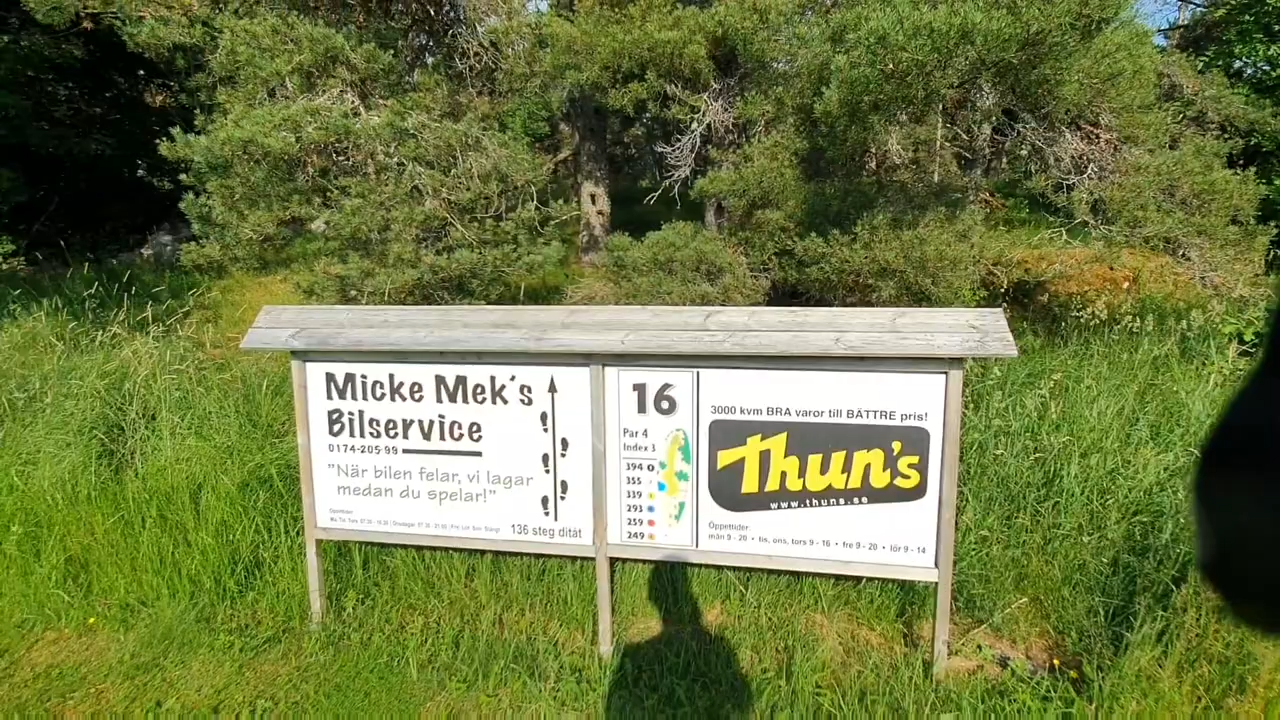 Micke Mek's
Bilservice
0174-205 99
"När bilen felar, vi lagar
medan du spelar!"
Öppettider:
136 steg ditåt
16
Par 4
Index 3
394
355
339
293
259
249
3000 kvm BRA varor till BÄTTRE pris!
Thun's
www.thuns.se
Öppettider:
mån 9 - 20 • tis, ons, tors 9 - 16 • fre 9 - 20 • lör 9 - 14